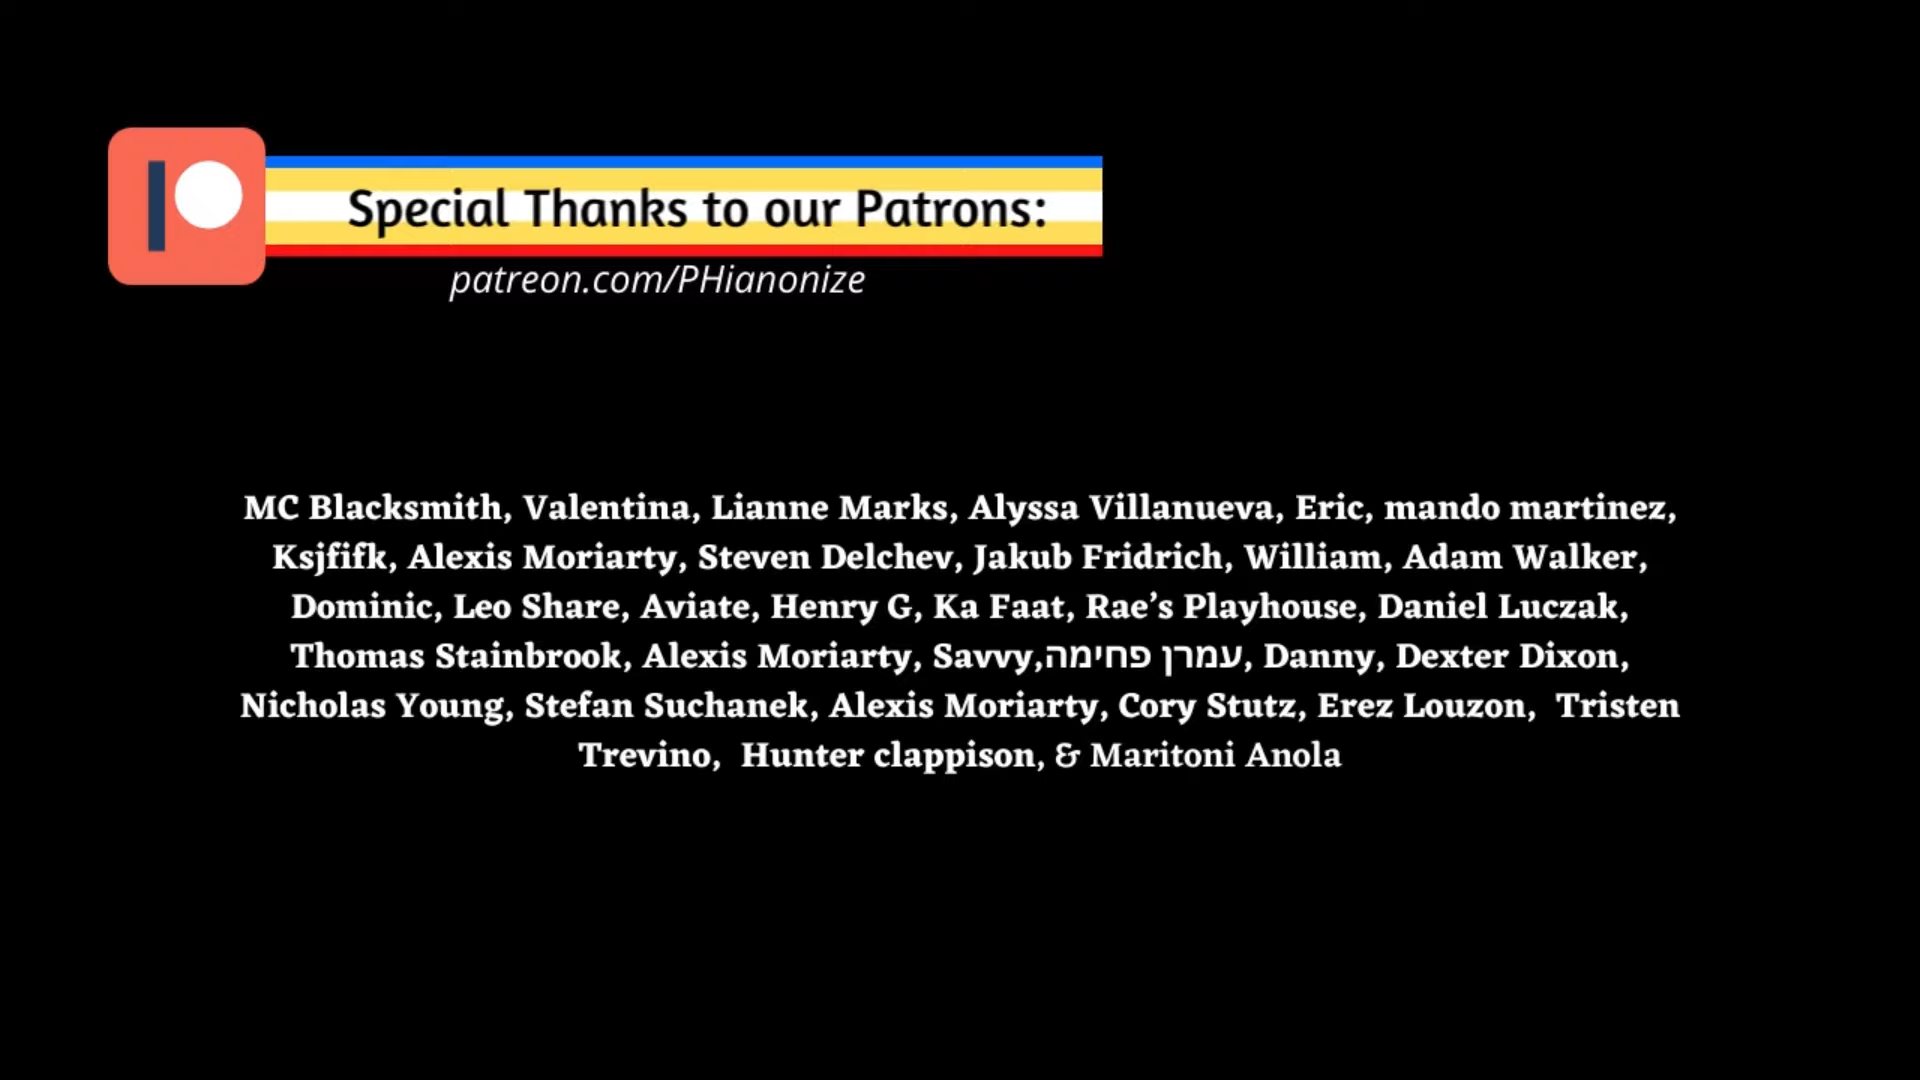 Special Thanks to our Patrons:
patreon.com/PHianonize
MC Blacksmith, Valentina, Lianne Marks, Alyssa Villanueva, Eric, mando martinez,
Ksjfifk, Alexis Moriarty, Steven Delchev, Jakub Fridrich, William, Adam Walker,
Dominic, Leo Share, Aviate, Henry G, Ka Faat, Rae’s Playhouse, Daniel Luczak,
Thomas Stainbrook, Alexis Moriarty, Savvy,עמרן פחימה, Danny, Dexter Dixon,
Nicholas Young, Stefan Suchanek, Alexis Moriarty, Cory Stutz, Erez Louzon,  Tristen
Trevino,  Hunter clappison, & Maritoni Anola